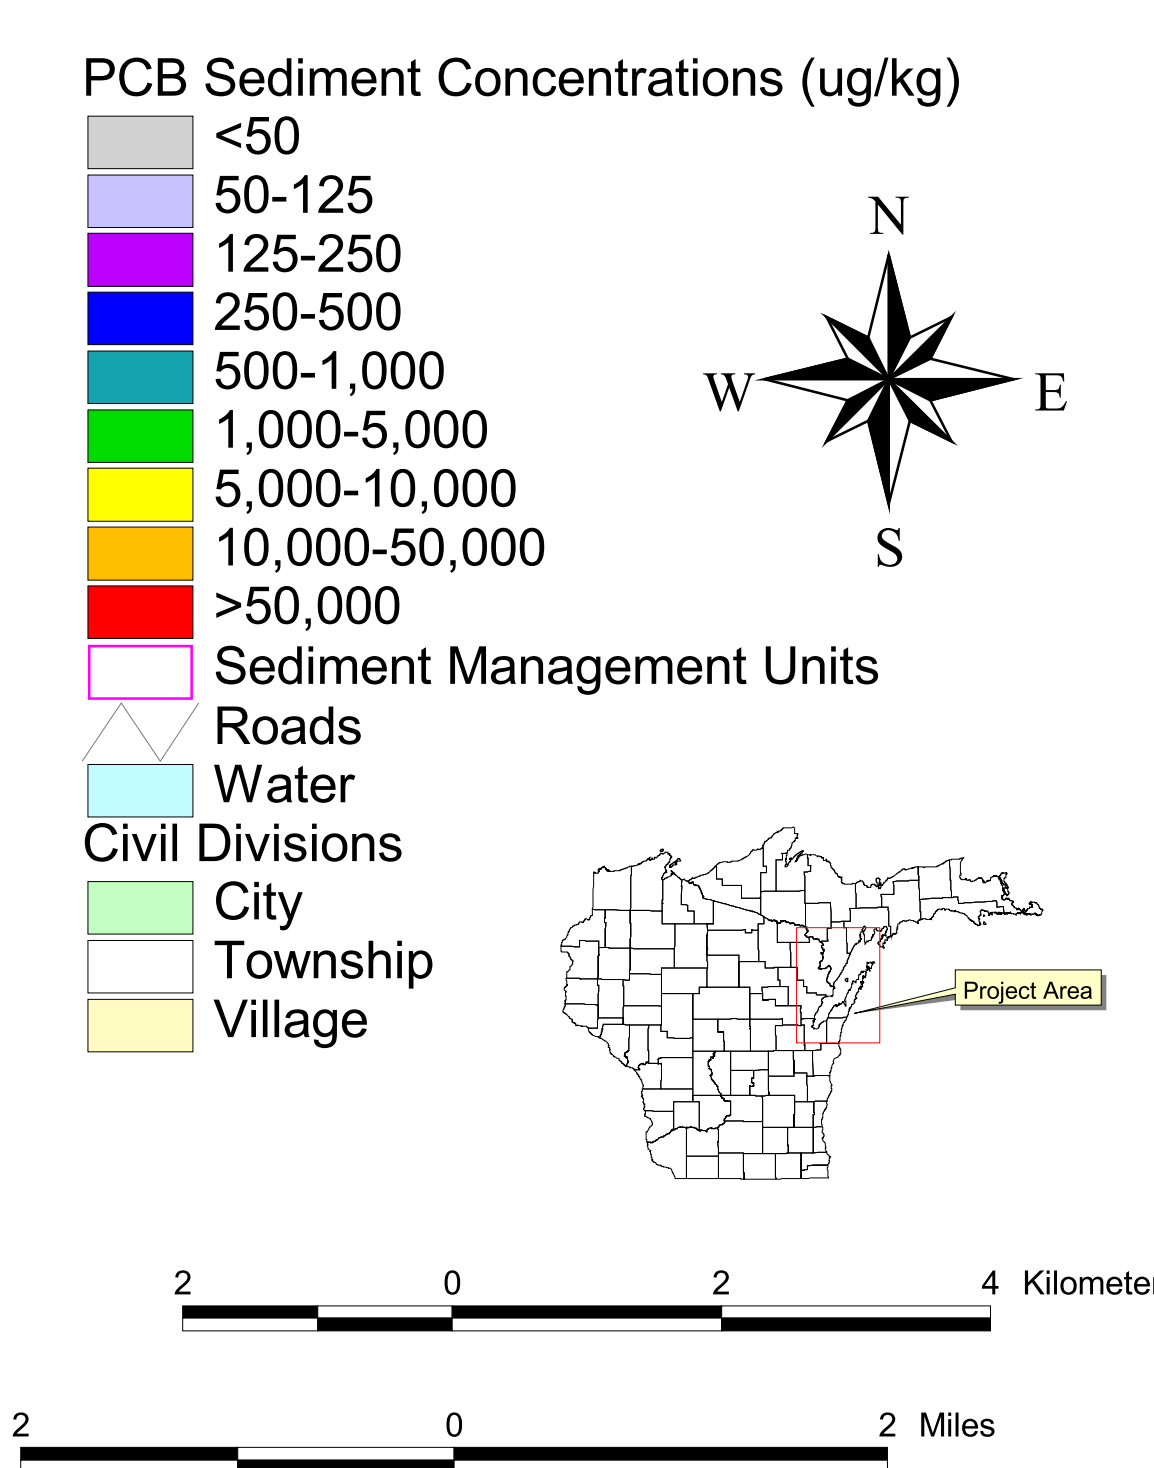 PCB Sediment Concentrations (ug/kg)
<50
50-125
125-250
250-500
500-1,000
1,000-5,000
5,000-10,000
10,000-50,000
>50,000
Sediment Management Units
Roads
Water
Civil Divisions
City
Township
Village
N
W
E
S
Project Area
2 0 2 4 Kilometer
2 0 2 Miles